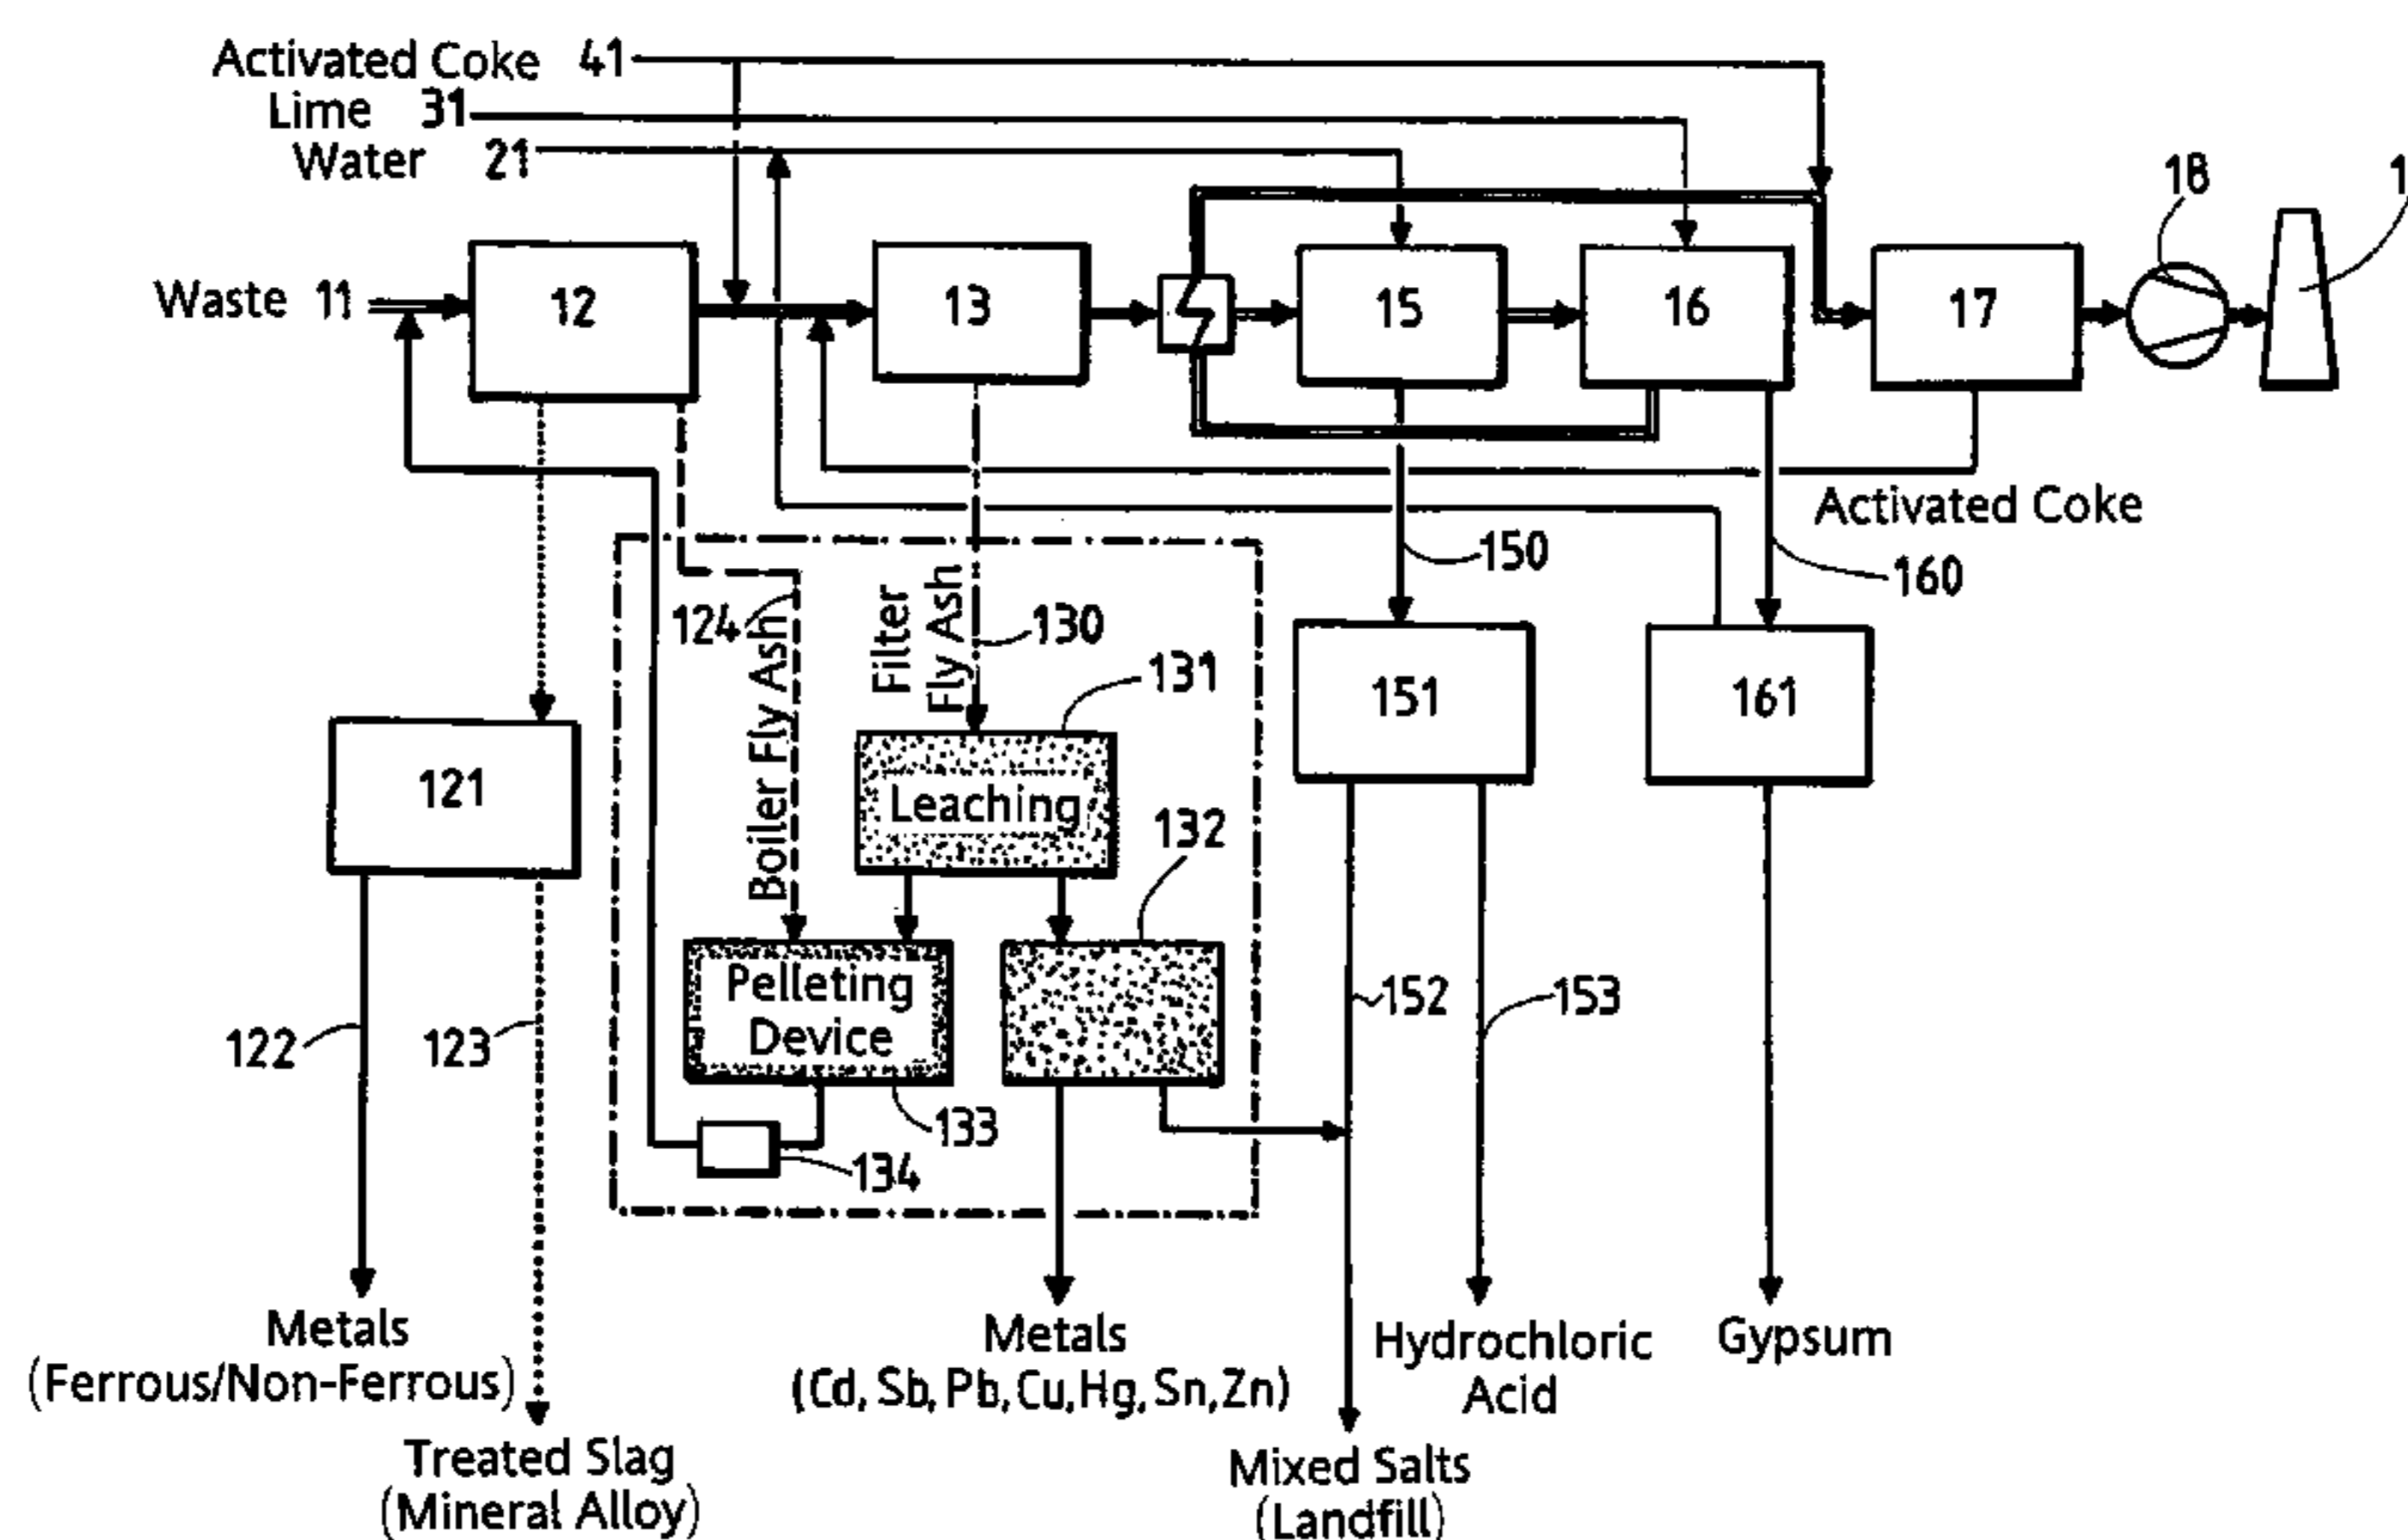 Activated Coke 41
Lime 31
Water 21
18
1
Waste 11
12
13
15
16
17
Activated Coke
150
160
124
Boiler Fly Ash
Filter
Fly Ash
130
131
151
161
121
Leaching
132
Pelleting
Device
122
123
152
153
133
134
Metals
(Ferrous/Non-Ferrous)
Metals
(Cd, Sb, Pb, Cu, Hg, Sn, Zn)
Hydrochloric
Acid
Gypsum
Treated Slag
(Mineral Alloy)
Mixed Salts
(Landfill)